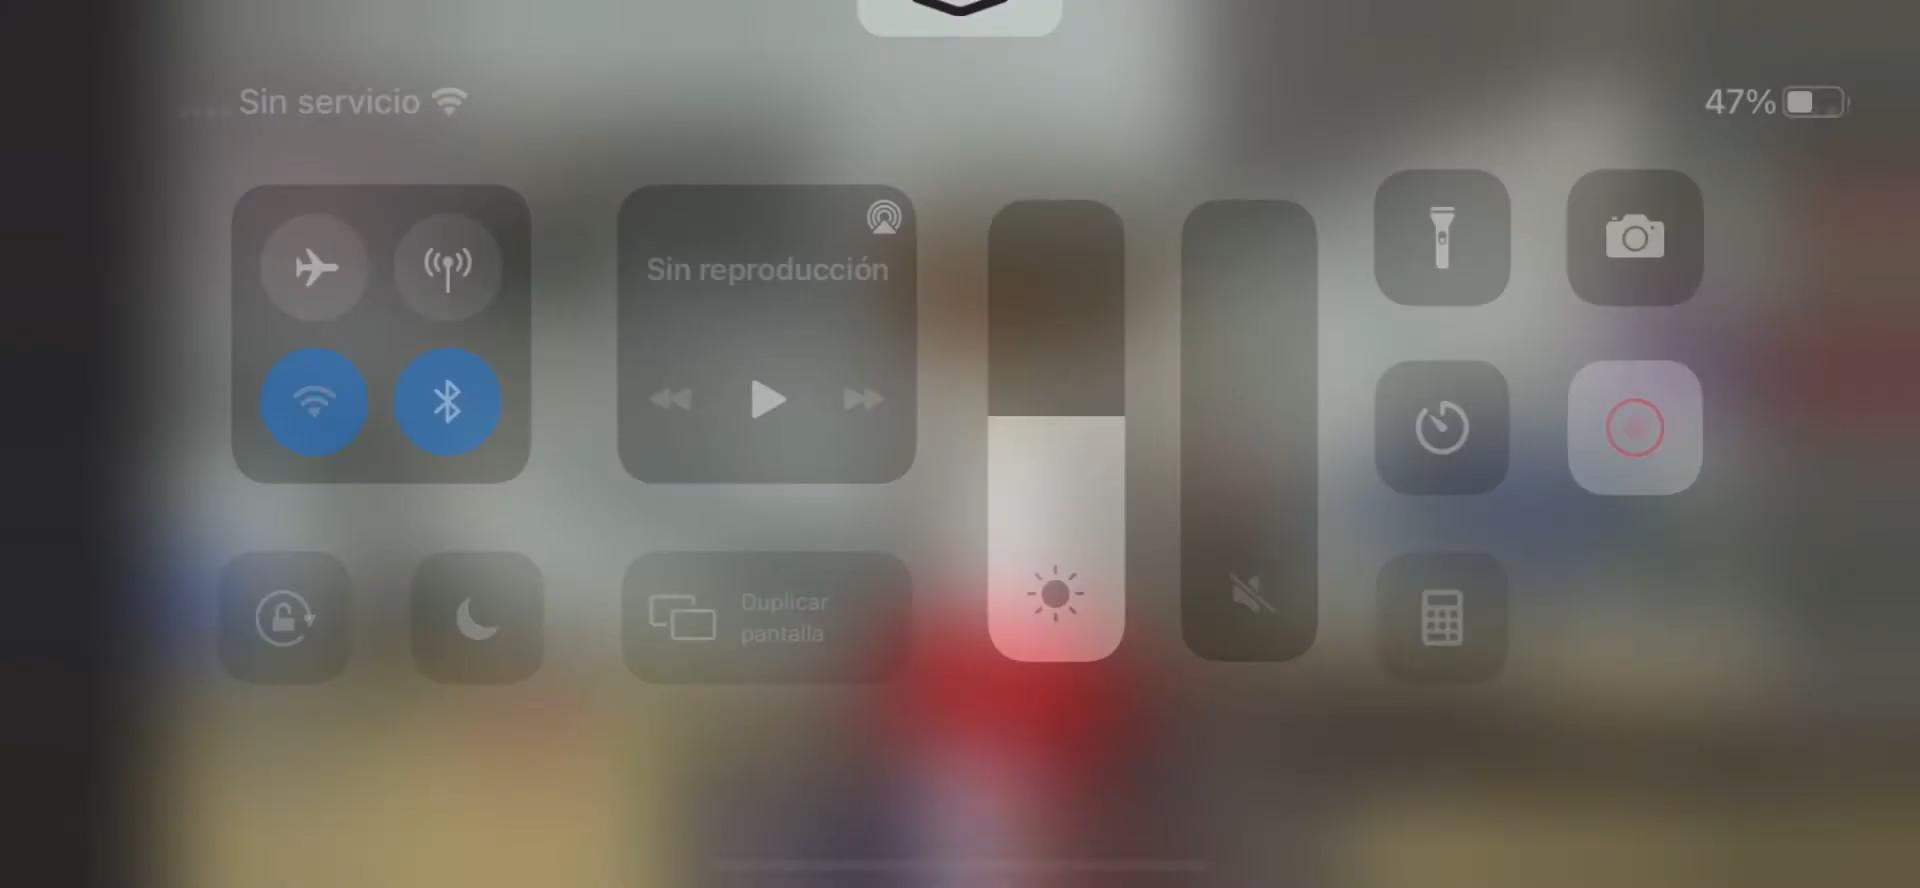 Sin servicio
47%
Sin reproducción
Duplicar
pantalla